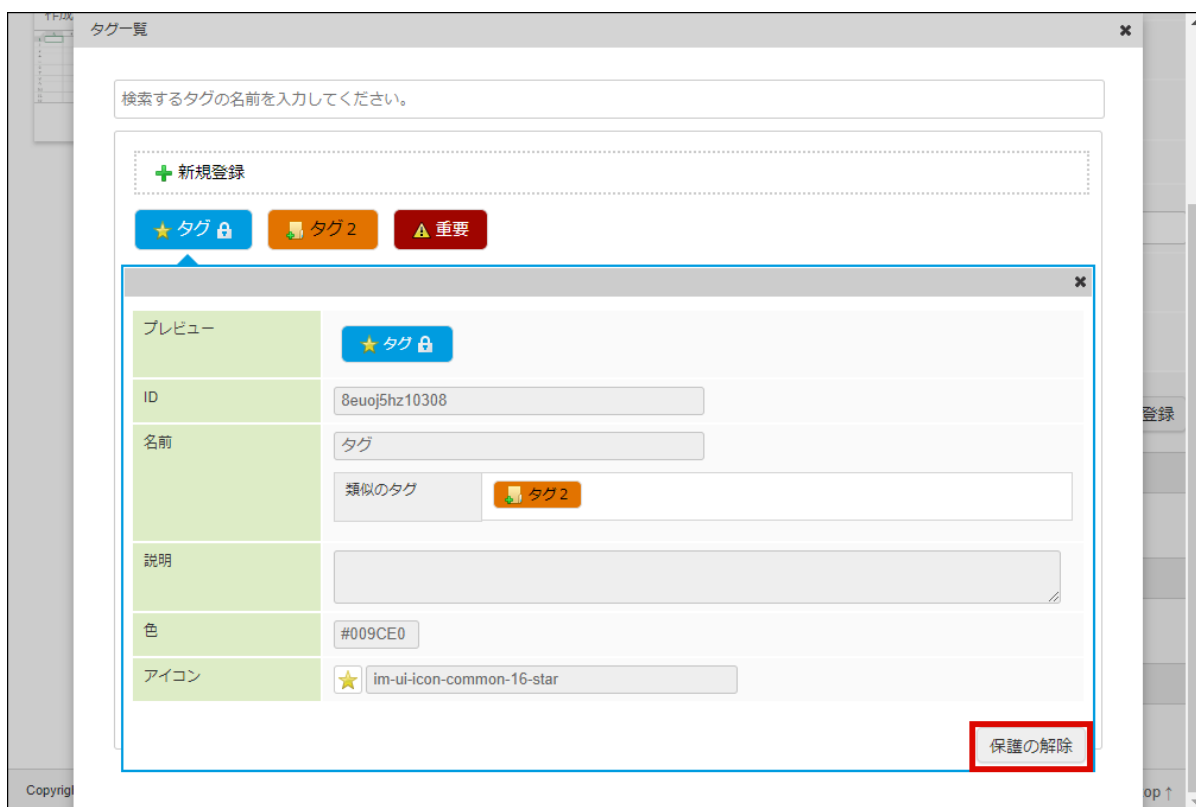 タグ一覧
検索するタグの名前を入力してください。
新規登録
タグ
タグ2
重要
プレビュー
タグ
ID
8euoj5hz10308
名前
タグ
類似のタグ
タグ2
説明
色
#009CE0
アイコン
im-ui-icon-common-16-star
保護の解除
登録